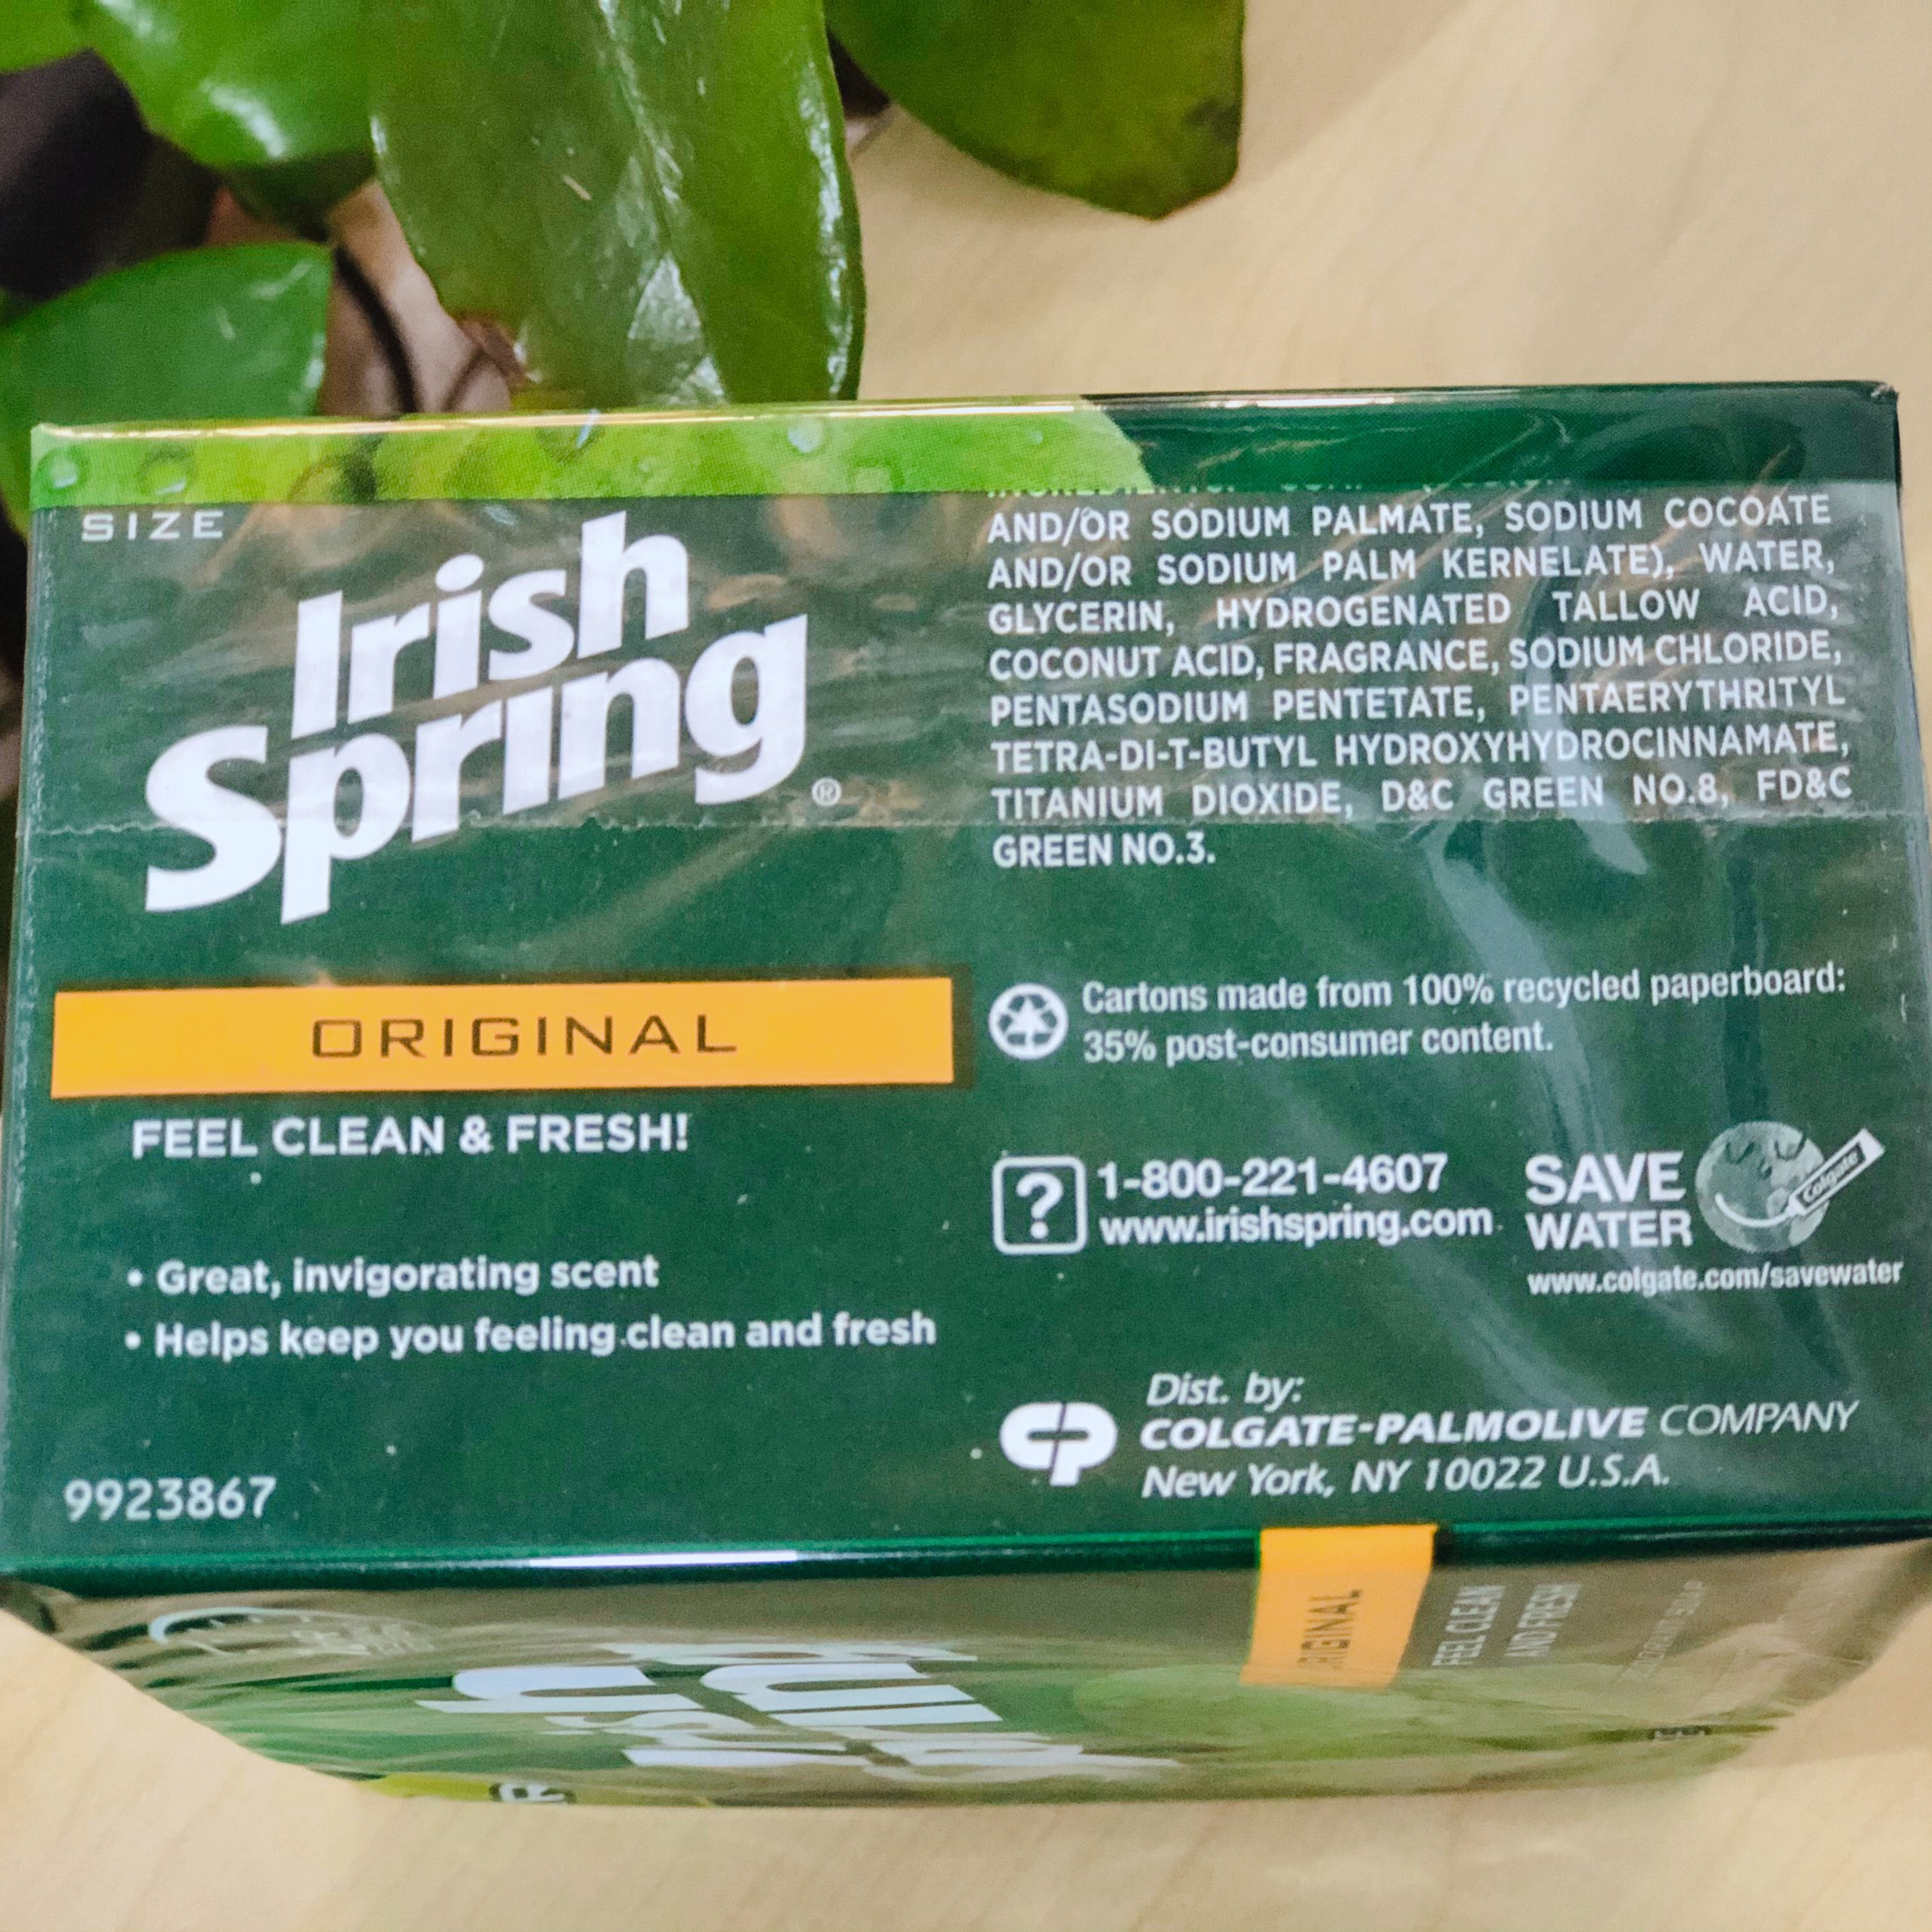 SIZE
Irish
Spring®
ORIGINAL
FEEL CLEAN & FRESH!
• Great, invigorating scent
• Helps keep you feeling clean and fresh
9923867
AND/OR SODIUM PALMATE, SODIUM COCOATE
AND/OR SODIUM PALM KERNELATE), WATER,
GLYCERIN, HYDROGENATED TALLOW ACID,
COCONUT ACID, FRAGRANCE, SODIUM CHLORIDE,
PENTASODIUM PENTETATE, PENTAERYTHRITYL
TETRA-DI-T-BUTYL HYDROXYHYDROCINNAMATE,
TITANIUM DIOXIDE, D&C GREEN NO.8, FD&C
GREEN NO.3.
Cartons made from 100% recycled paperboard:
35% post-consumer content.
?
1-800-221-4607
www.irishspring.com
SAVE
WATER
Colgate
www.colgate.com/savewater
Dist. by:
CP
COLGATE-PALMOLIVE COMPANY
New York, NY 10022 U.S.A.
ORIGINAL
FEEL CLEAN
AND FRESH
Irish
Spring